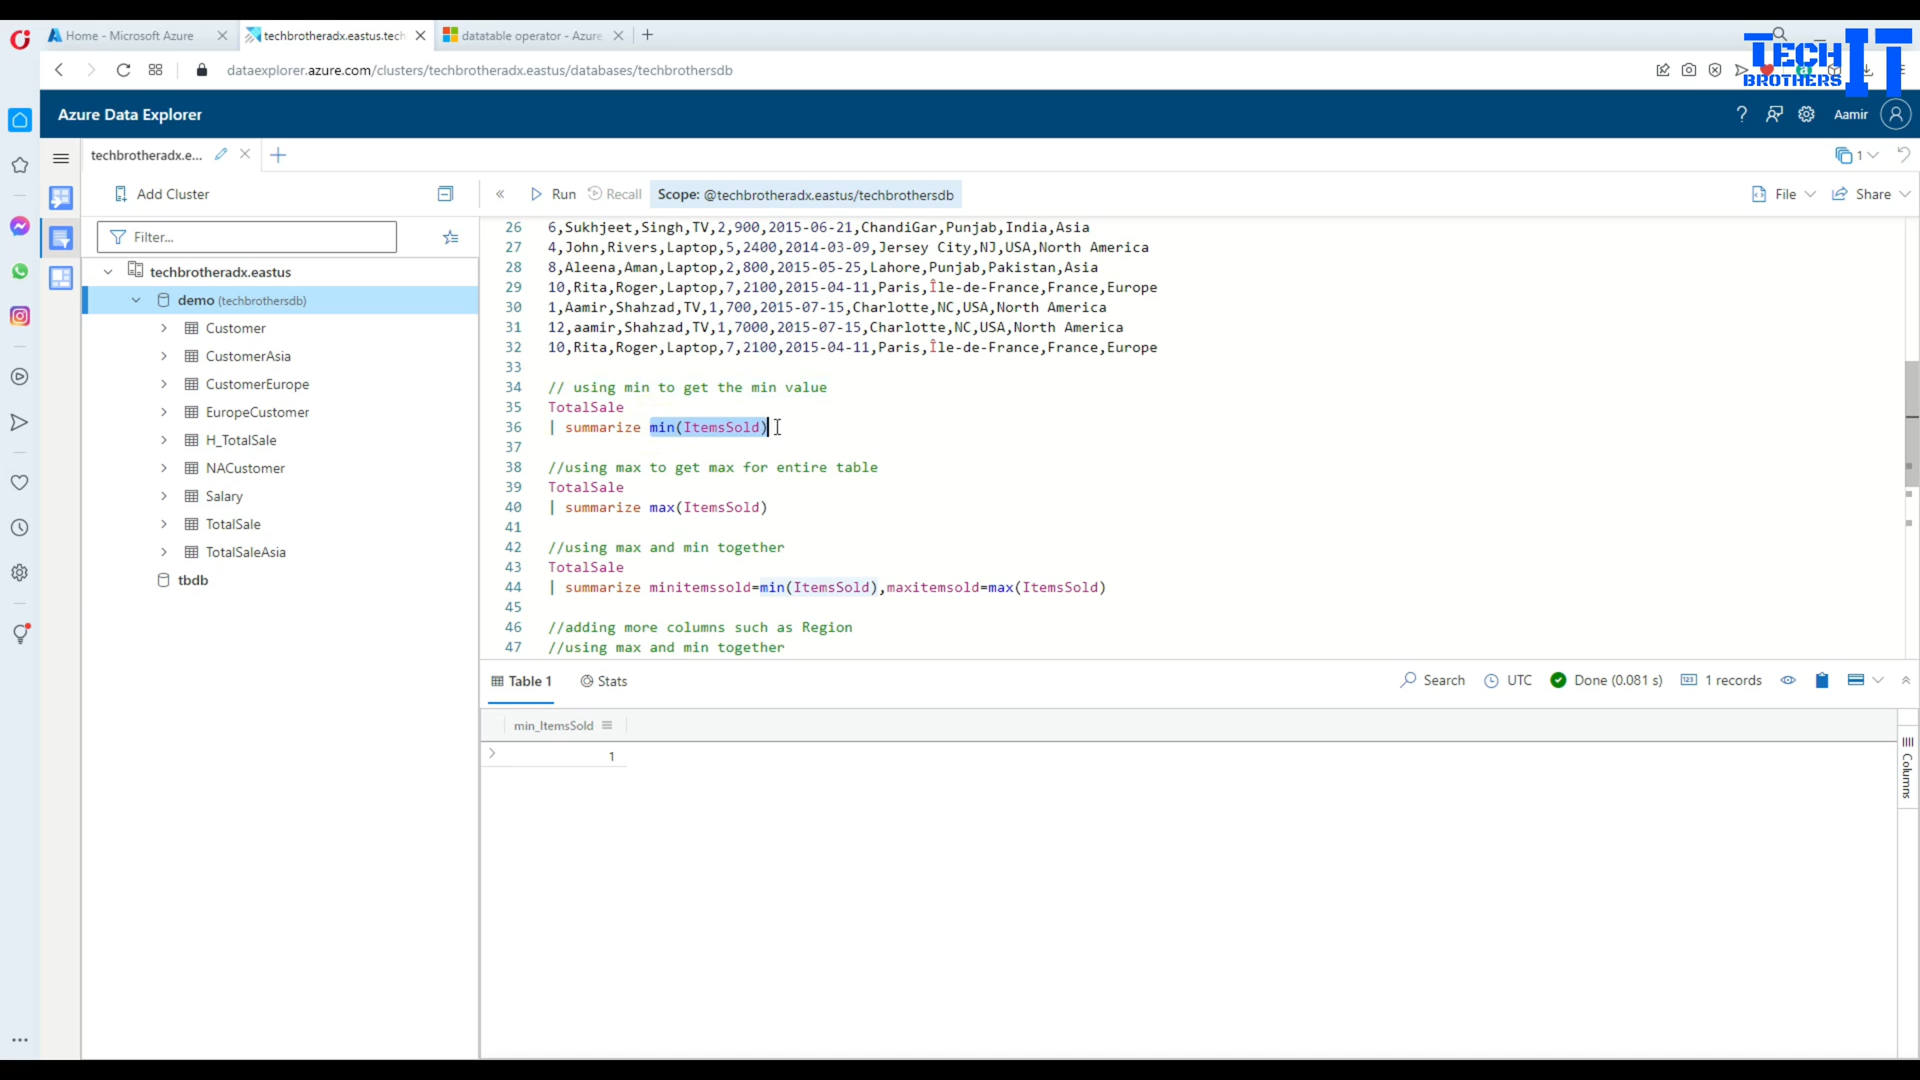 Home - Microsoft Azure
techbrotheradx.eastus.tech
datatable operator - Azure
TECH BROTHERS IT
dataexplorer.azure.com/clusters/techbrotheradx.eastus/databases/techbrothersdb
Azure Data Explorer
Aamir
techbrotheradx.e...
1
Add Cluster
Run
Recall
Scope: @techbrotheradx.eastus/techbrothersdb
File
Share
Filter...
techbrotheradx.eastus
demo (techbrothersdb)
Customer
CustomerAsia
CustomerEurope
EuropeCustomer
H_TotalSale
NACustomer
Salary
TotalSale
TotalSaleAsia
tbdb
26 6,Sukhjeet,Singh,TV,2,900,2015-06-21,ChandiGar,Punjab,India,Asia
27 4,John,Rivers,Laptop,5,2400,2014-03-09,Jersey City,NJ,USA,North America
28 8,Aleena,Aman,Laptop,2,800,2015-05-25,Lahore,Punjab,Pakistan,Asia
29 10,Rita,Roger,Laptop,7,2100,2015-04-11,Paris,Île-de-France,France,Europe
30 1,Aamir,Shahzad,TV,1,700,2015-07-15,Charlotte,NC,USA,North America
31 12,aamir,Shahzad,TV,1,7000,2015-07-15,Charlotte,NC,USA,North America
32 10,Rita,Roger,Laptop,7,2100,2015-04-11,Paris,Île-de-France,France,Europe
33
34 // using min to get the min value
35 TotalSale
36 | summarize min(ItemsSold)
37
38 //using max to get max for entire table
39 TotalSale
40 | summarize max(ItemsSold)
41
42 //using max and min together
43 TotalSale
44 | summarize minitemssold=min(ItemsSold),maxitemsold=max(ItemsSold)
45
46 //adding more columns such as Region
47 //using max and min together
Table 1
Stats
Search
UTC
Done (0.081 s)
1 records
min_ItemsSold
1
Columns